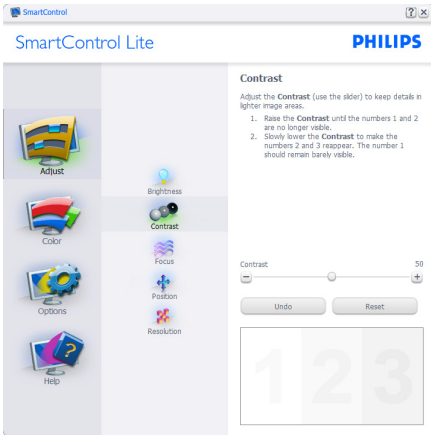 SmartControl
SmartControl Lite
PHILIPS
Adjust
Color
Options
Help
Brightness
Contrast
Focus
Position
Resolution
Contrast
Adjust the Contrast (use the slider) to keep details in
lighter image areas.
1. Raise the Contrast until the numbers 1 and 2
are no longer visible.
2. Slowly lower the Contrast to make the
numbers 2 and 3 reappear. The number 1
should remain barely visible.
Contrast 50
Undo Reset
1 2 3